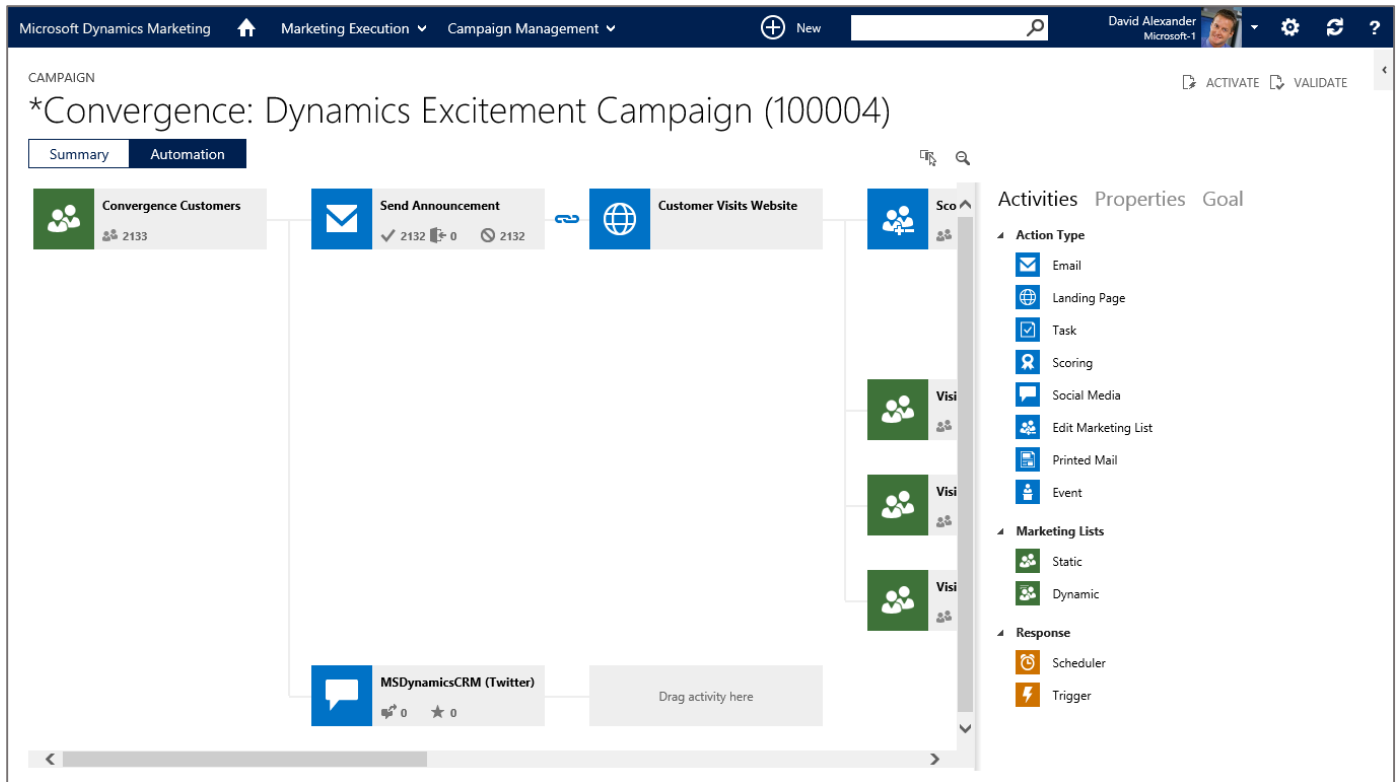 Microsoft Dynamics Marketing Marketing Execution Campaign Management New David Alexander
Microsoft-1 ?
CAMPAIGN
ACTIVATE VALIDATE
*Convergence: Dynamics Excitement Campaign (100004)
Summary Automation
Convergence Customers
2133
Send Announcement
2132 0 2132
Customer Visits Website
Sco
Visi
Visi
Visi
MSDynamicsCRM (Twitter)
0 0
Drag activity here
Activities Properties Goal
Action Type
Email
Landing Page
Task
Scoring
Social Media
Edit Marketing List
Printed Mail
Event
Marketing Lists
Static
Dynamic
Response
Scheduler
Trigger